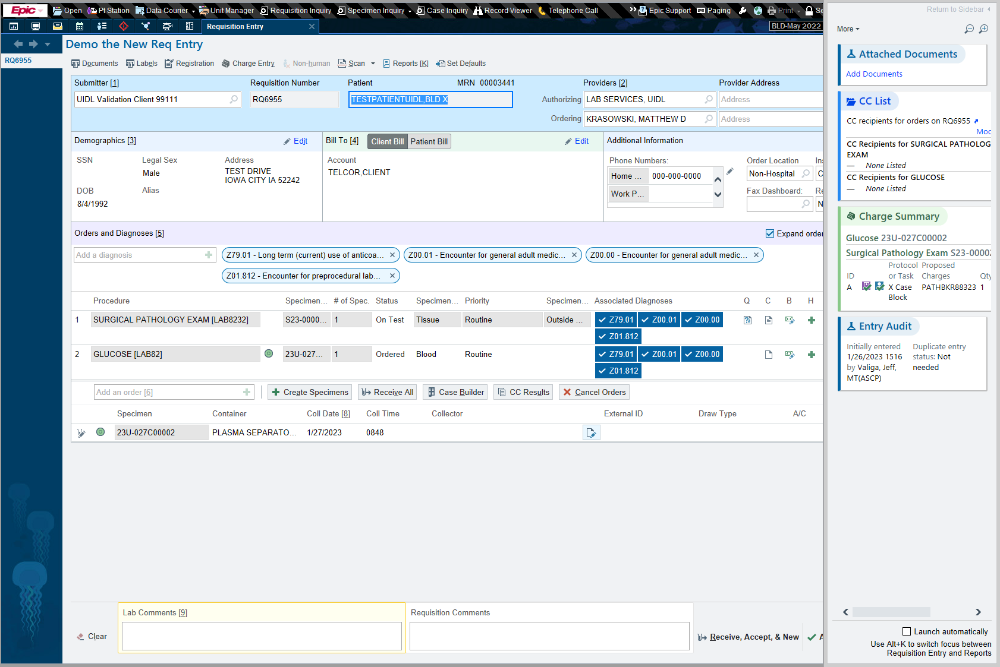 Epic Open Pt Station Data Courier Unit Manager Requisition Inquiry Specimen Inquiry Case Inquiry Record Viewer Telephone Call Epic Support Paging Print Se
Requisition Entry BLD-May 2022
Return to Sidebar
More
RQ6955
Demo the New Req Entry
Documents Labels Registration Charge Entry Non-human Scan Reports [K] Set Defaults
Submitter [1] Requisition Number Patient MRN 00003441 Providers [2] Provider Address
UIDL Validation Client 99111 RQ6955 TESTPATIENTUIDL,BLD X Authorizing LAB SERVICES, UIDL Address
Ordering KRASOWSKI, MATTHEW D Address
Demographics [3] Edit Bill To [4] Client Bill Patient Bill Edit Additional Information
SSN Legal Sex Address
Male TEST DRIVE
IOWA CITY IA 52242
DOB Alias
8/4/1992
Account
TELCOR,CLIENT
Phone Numbers: Order Location Ins
Home ... 000-000-0000 Non-Hospital C
Work P... Fax Dashboard: Re
N
Orders and Diagnoses [5] Expand order
Add a diagnosis Z79.01 - Long term (current) use of anticoa... Z00.01 - Encounter for general adult medic... Z00.00 - Encounter for general adult medic...
Z01.812 - Encounter for preprocedural lab...
Procedure Specimen... # of Spec. Status Specimen... Priority Specimen... Associated Diagnoses Q C B H
1 SURGICAL PATHOLOGY EXAM [LAB8232] S23-0000... 1 On Test Tissue Routine Outside ... Z79.01 Z00.01 Z00.00
Z01.812
2 GLUCOSE [LAB82] 23U-027... 1 Ordered Blood Routine Z79.01 Z00.01 Z00.00
Z01.812
Add an order [6] Create Specimens Receive All Case Builder CC Results Cancel Orders
Specimen Container Coll Date [8] Coll Time Collector External ID Draw Type A/C
23U-027C00002 PLASMA SEPARATO... 1/27/2023 0848
Clear
Lab Comments [9] Requisition Comments
Receive, Accept, & New A
Attached Documents
Add Documents
CC List
CC recipients for orders on RQ6955
Moc
CC Recipients for SURGICAL PATHOLOG
EXAM
— None Listed
CC Recipients for GLUCOSE
— None Listed
Charge Summary
Glucose 23U-027C00002
Surgical Pathology Exam S23-00002
ID Protocol or Task Proposed Charges Qty
A X Case Block PATHBKR88323 1
Entry Audit
Initially entered
1/26/2023 1516
by Valiga, Jeff,
MT(ASCP)
Duplicate entry
status: Not
needed
Launch automatically
Use Alt+K to switch focus between
Requisition Entry and Reports